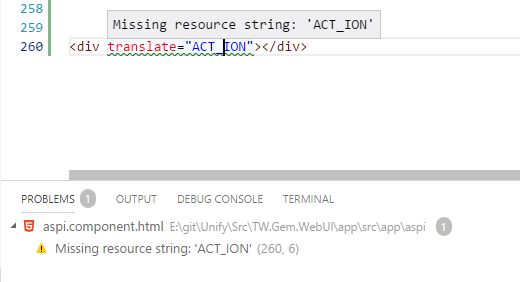 258
259
Missing resource string: 'ACT_ION'
260 <div translate="ACT_ION"></div>
PROBLEMS 1 OUTPUT DEBUG CONSOLE TERMINAL
aspi.component.html E:\git\Unify\Src\TW.Gem.WebUI\app\src\app\aspi 1
Missing resource string: 'ACT_ION' (260, 6)